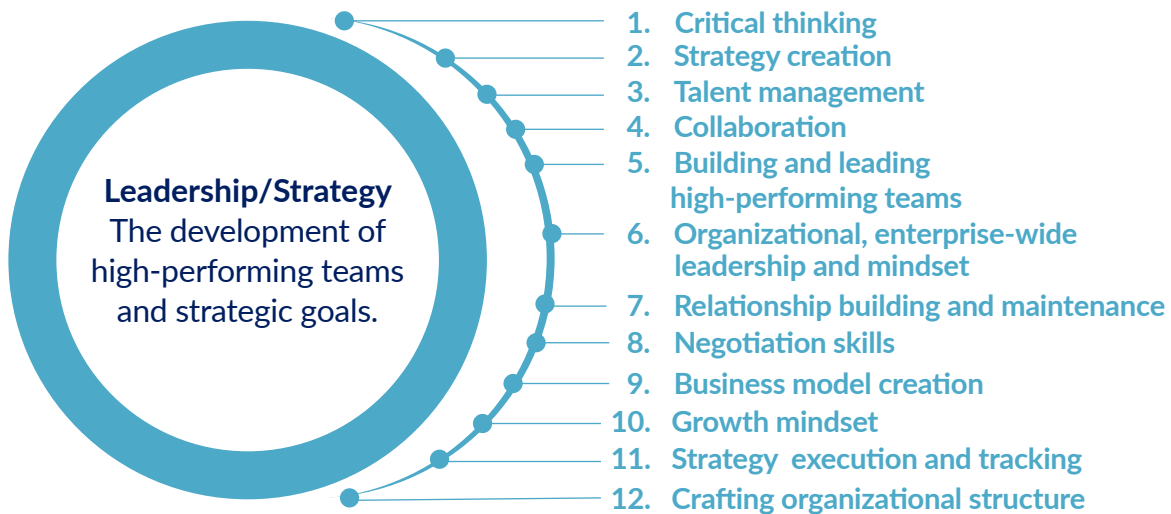 Leadership/Strategy
The development of
high-performing teams
and strategic goals.
1. Critical thinking
2. Strategy creation
3. Talent management
4. Collaboration
5. Building and leading
high-performing teams
6. Organizational, enterprise-wide
leadership and mindset
7. Relationship building and maintenance
8. Negotiation skills
9. Business model creation
10. Growth mindset
11. Strategy execution and tracking
12. Crafting organizational structure